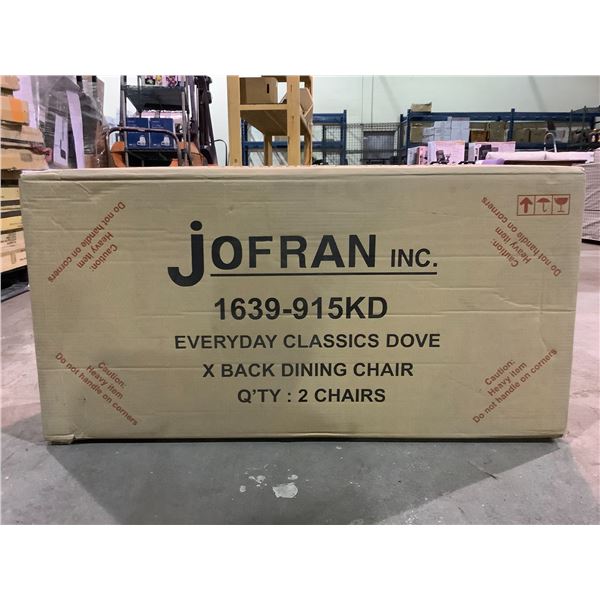 Do not handle on corners
Heavy item
Caution:
Caution:
Heavy item
Do not handle on corners
jOFRAN INC.
1639-915KD
EVERYDAY CLASSICS DOVE
X BACK DINING CHAIR
Q'TY : 2 CHAIRS
Caution:
Heavy item
Do not handle on corners
Caution:
Heavy item
Do not handle on corners